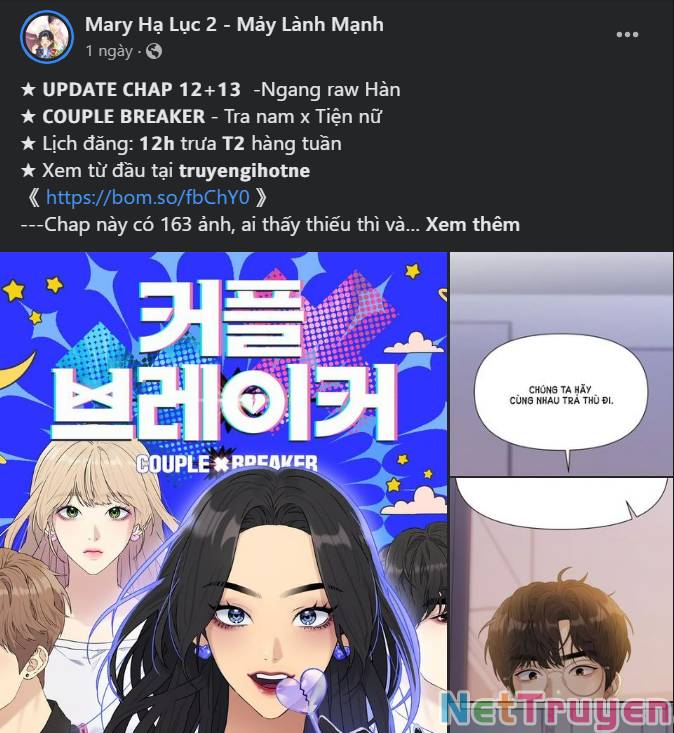 Mary Hạ Lục 2 - Mảy Lành Mạnh
1 ngày ·
★ UPDATE CHAP 12+13 -Ngang raw Hàn
★ COUPLE BREAKER - Tra nam x Tiện nữ
★ Lịch đăng: 12h trưa T2 hàng tuần
★ Xem từ đầu tại truyengihotne
《 https://bom.so/fbChY0 》
---Chap này có 163 ảnh, ai thấy thiếu thì và... Xem thêm
커플
브레이커
COUPLE × BREAKER
CHÚNG TA HÃY
CÙNG NHAU TRẢ THÙ ĐI.
NetTruyen